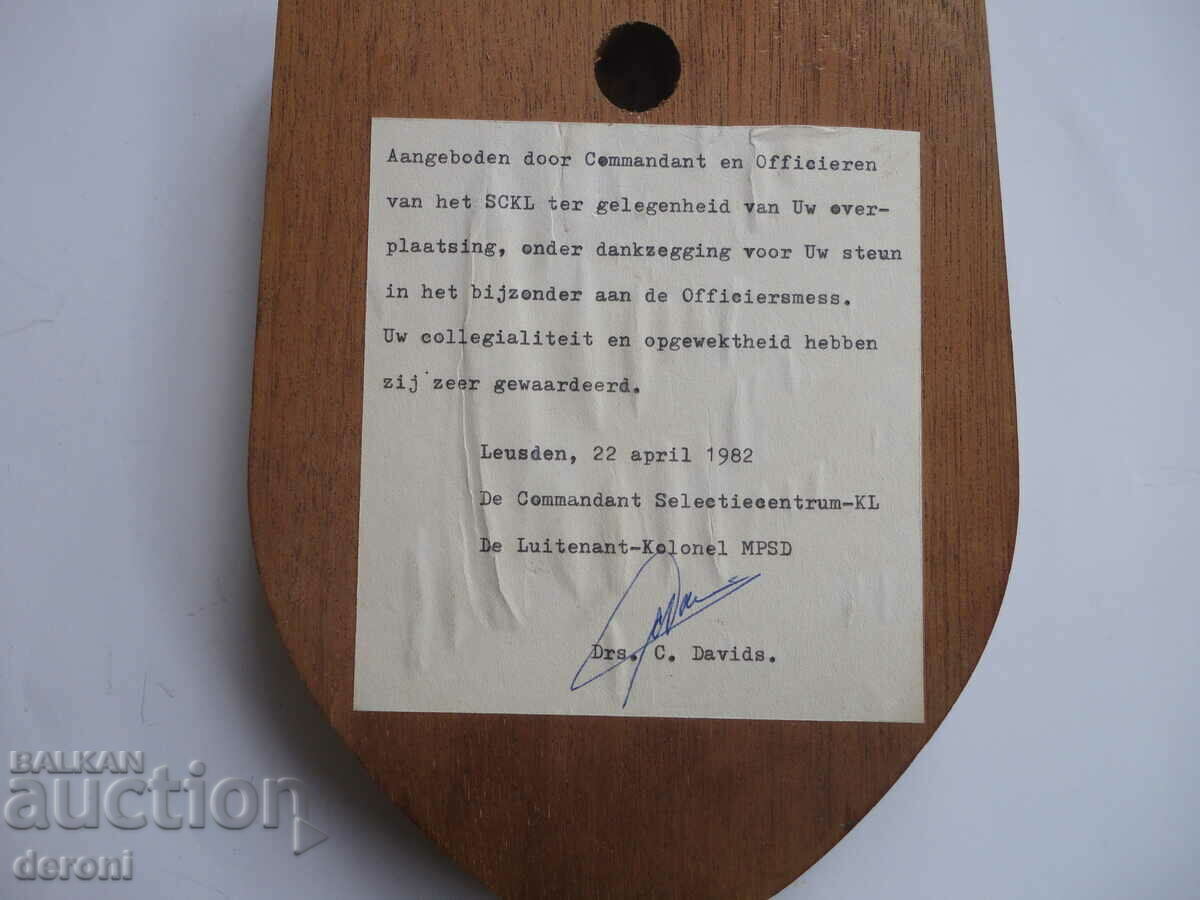 Aangeboden door Commandant en Officieren
van het SCKL ter gelegenheid van Uw over-
plaatsing, onder dankzegging voor Uw steun
in het bijzonder aan de Officiersmess.
Uw collegialiteit en opgewektheid hebben
zij zeer gewaardeerd.
Leusden, 22 april 1982
De Commandant Selectiecentrum-KL
De Luitenant-Kolonel MPSD
Drs. C. Davids.
BALKAN
auction
deroni